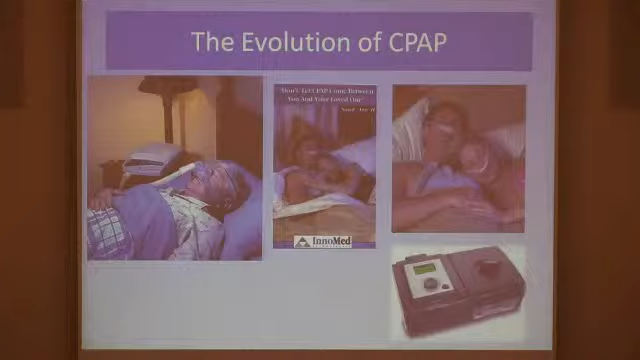 The Evolution of CPAP
"Don't Let CPAP Come Between
You And Your Loved One"
InnoMed